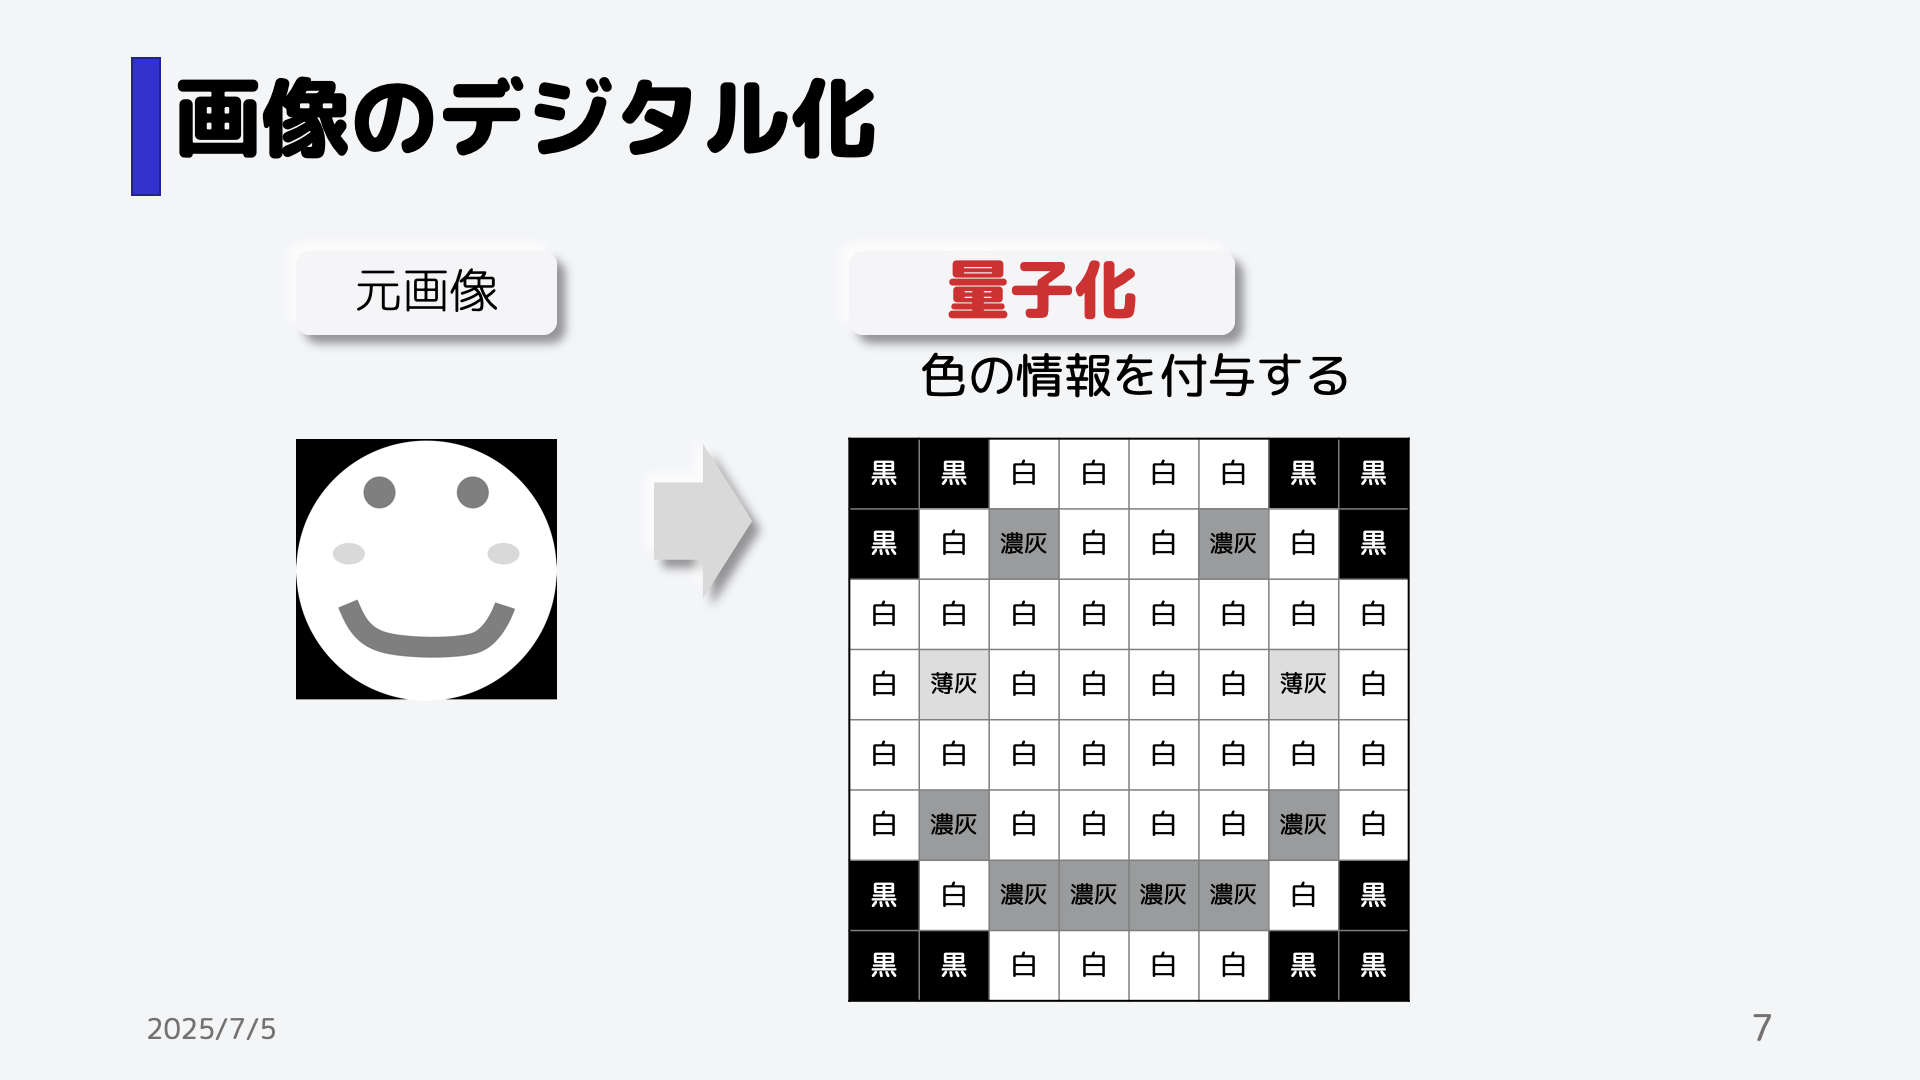 画像のデジタル化
元画像
量子化
色の情報を付与する
黒 黒 白 白 白 白 黒 黒
黒 白 濃灰 白 白 濃灰 白 黒
白 白 白 白 白 白 白 白
白 薄灰 白 白 白 白 薄灰 白
白 白 白 白 白 白 白 白
白 濃灰 白 白 白 白 濃灰 白
黒 白 濃灰 濃灰 濃灰 濃灰 白 黒
黒 黒 白 白 白 白 黒 黒
2025/7/5
7